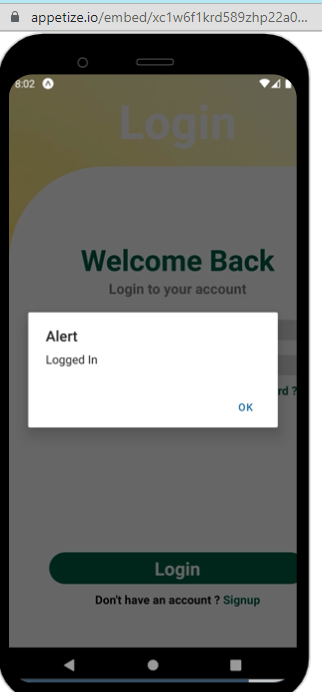 appetize.io/embed/xc1w6f1krd589zhp22a0...
8:02
Login
Welcome Back
Login to your account
Alert
Logged In
rd ?
OK
Login
Don't have an account ? Signup